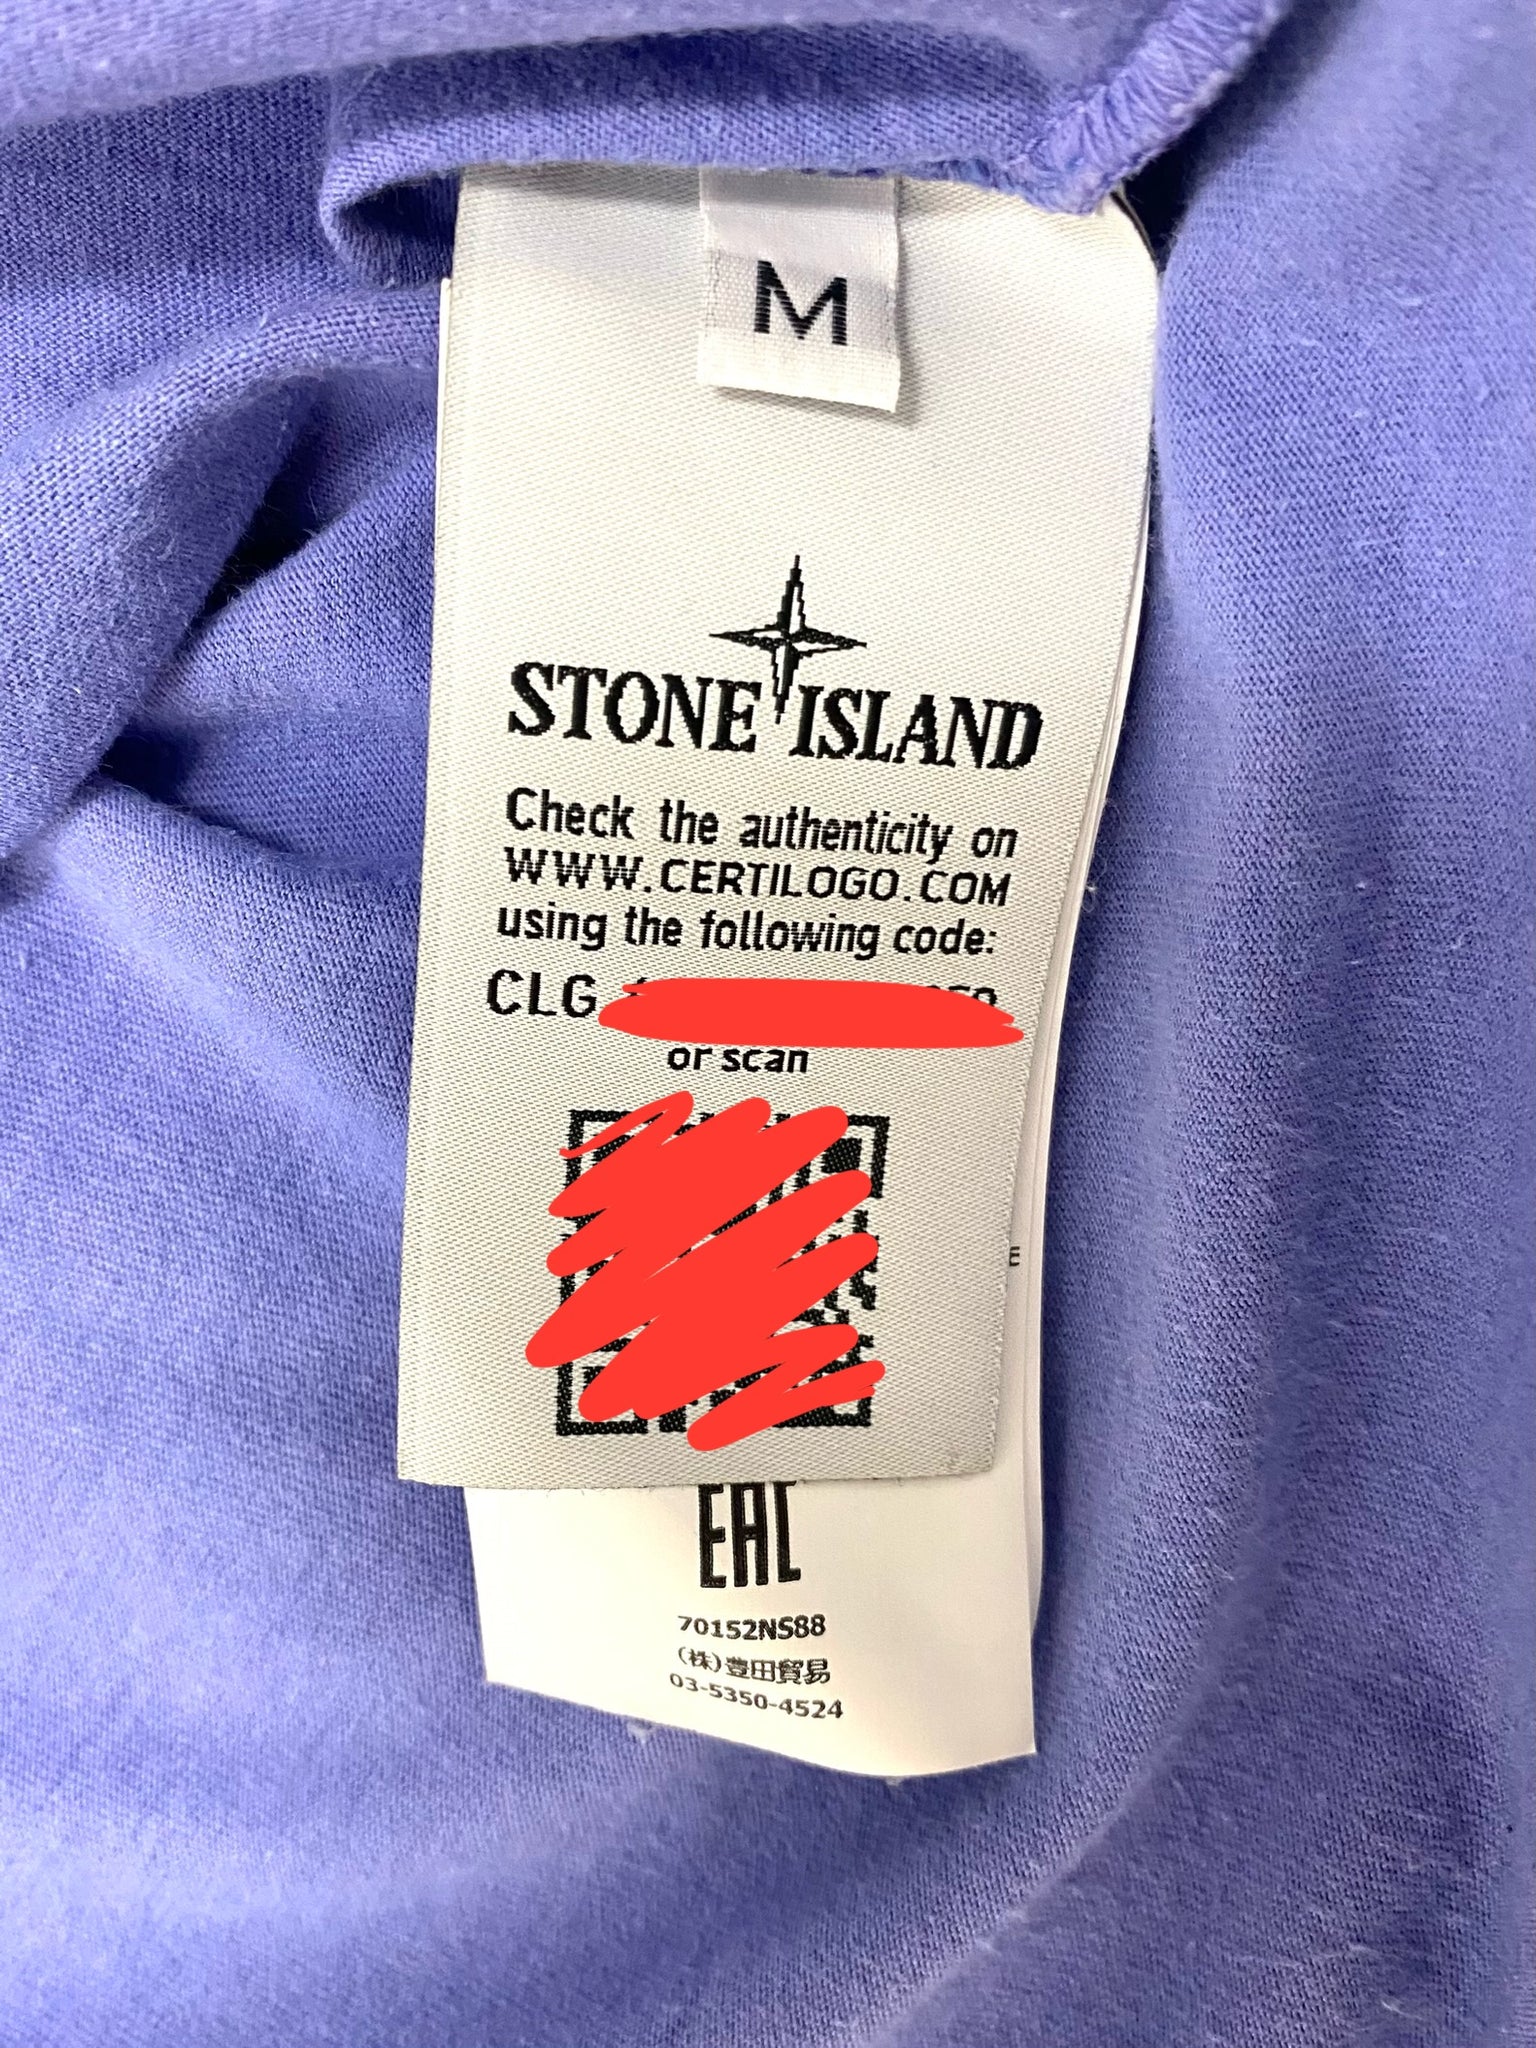 M
STONE ISLAND
Check the authenticity on
WWW.CERTILOGO.COM
using the following code:
CLG
or scan
E
EAC
70152NS88
(株)豊田貿易
03-5350-4524